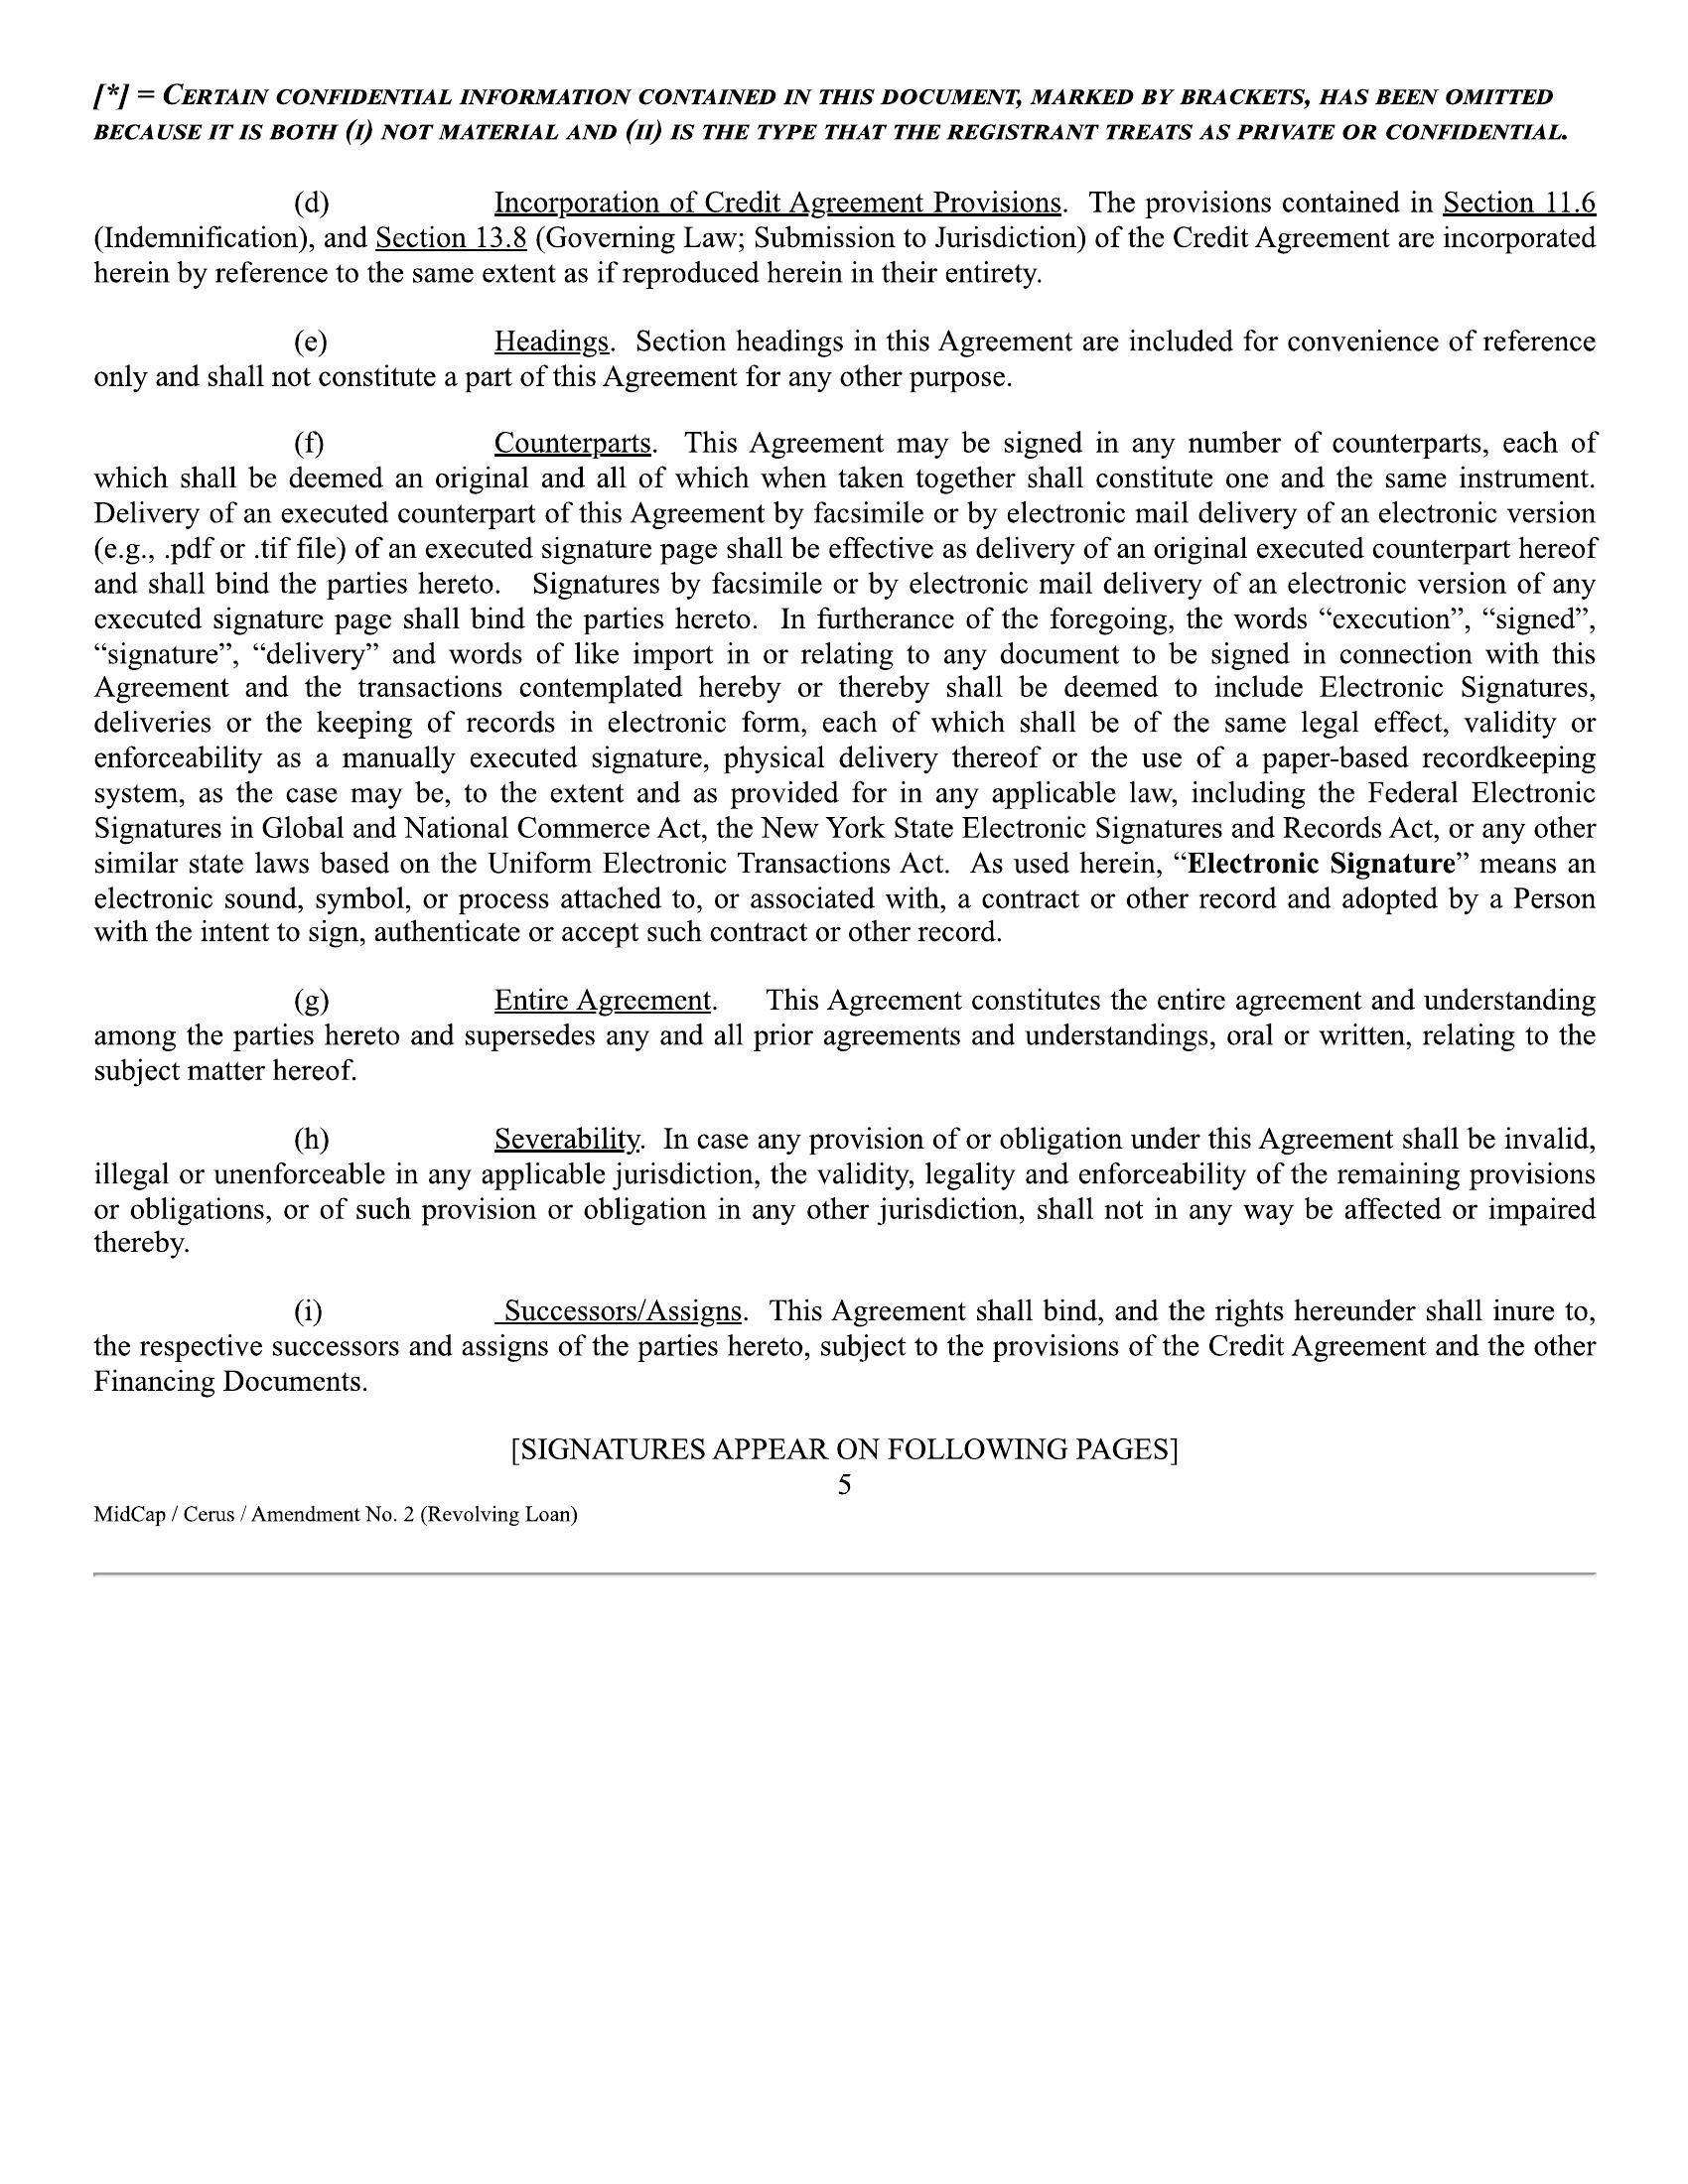 [*] = CERTAIN CONFIDENTIAL INFORMATION CONTAINED IN THIS DOCUMENT, MARKED BY BRACKETS, HAS BEEN OMITTED
BECAUSE IT IS BOTH (I) NOT MATERIAL AND (II) IS THE TYPE THAT THE REGISTRANT TREATS AS PRIVATE OR CONFIDENTIAL.
(d) Incorporation of Credit Agreement Provisions. The provisions contained in Section 11.6
(Indemnification), and Section 13.8 (Governing Law; Submission to Jurisdiction) of the Credit Agreement are incorporated
herein by reference to the same extent as if reproduced herein in their entirety.
(e) Headings. Section headings in this Agreement are included for convenience of reference
only and shall not constitute a part of this Agreement for any other purpose.
(f) Counterparts. This Agreement may be signed in any number of counterparts, each of
which shall be deemed an original and all of which when taken together shall constitute one and the same instrument.
Delivery of an executed counterpart of this Agreement by facsimile or by electronic mail delivery of an electronic version
(e.g., .pdf or .tif file) of an executed signature page shall be effective as delivery of an original executed counterpart hereof
and shall bind the parties hereto. Signatures by facsimile or by electronic mail delivery of an electronic version of any
executed signature page shall bind the parties hereto. In furtherance of the foregoing, the words “execution”, “signed”,
“signature”, “delivery” and words of like import in or relating to any document to be signed in connection with this
Agreement and the transactions contemplated hereby or thereby shall be deemed to include Electronic Signatures,
deliveries or the keeping of records in electronic form, each of which shall be of the same legal effect, validity or
enforceability as a manually executed signature, physical delivery thereof or the use of a paper-based recordkeeping
system, as the case may be, to the extent and as provided for in any applicable law, including the Federal Electronic
Signatures in Global and National Commerce Act, the New York State Electronic Signatures and Records Act, or any other
similar state laws based on the Uniform Electronic Transactions Act. As used herein, “Electronic Signature” means an
electronic sound, symbol, or process attached to, or associated with, a contract or other record and adopted by a Person
with the intent to sign, authenticate or accept such contract or other record.
(g) Entire Agreement. This Agreement constitutes the entire agreement and understanding
among the parties hereto and supersedes any and all prior agreements and understandings, oral or written, relating to the
subject matter hereof.
(h) Severability. In case any provision of or obligation under this Agreement shall be invalid,
illegal or unenforceable in any applicable jurisdiction, the validity, legality and enforceability of the remaining provisions
or obligations, or of such provision or obligation in any other jurisdiction, shall not in any way be affected or impaired
thereby.
(i) Successors/Assigns. This Agreement shall bind, and the rights hereunder shall inure to,
the respective successors and assigns of the parties hereto, subject to the provisions of the Credit Agreement and the other
Financing Documents.
[SIGNATURES APPEAR ON FOLLOWING PAGES]
5
MidCap / Cerus / Amendment No. 2 (Revolving Loan)